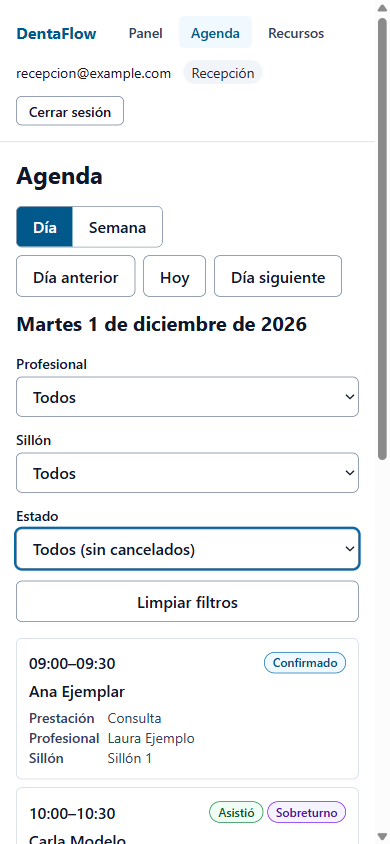 DentaFlow Panel Agenda Recursos
recepcion@example.com Recepción
Cerrar sesión
Agenda
Día Semana
Día anterior Hoy Día siguiente
Martes 1 de diciembre de 2026
Profesional
Todos
Sillón
Todos
Estado
Todos (sin cancelados)
Limpiar filtros
09:00–09:30 Confirmado
Ana Ejemplar
Prestación Consulta
Profesional Laura Ejemplo
Sillón Sillón 1
10:00–10:30 Asistió Sobreturno
Carla Modelo